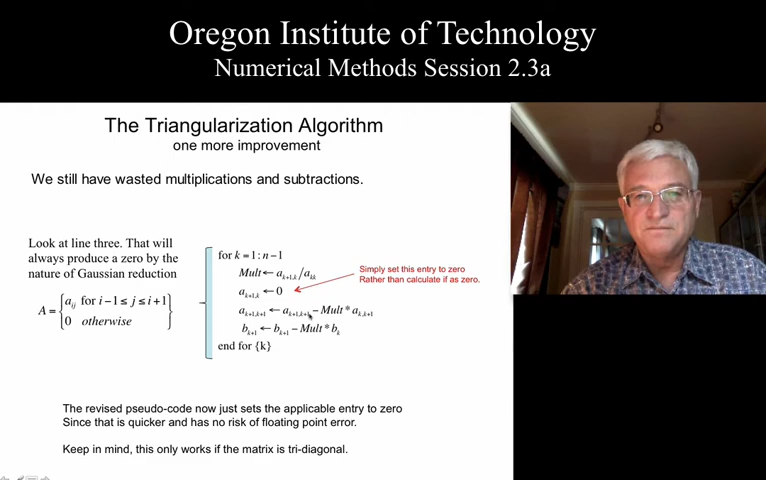 Oregon Institute of Technology
Numerical Methods Session 2.3a
The Triangularization Algorithm
one more improvement
We still have wasted multiplications and subtractions.
Look at line three. That will
always produce a zero by the
nature of Gaussian reduction
A = { a_{ij} for i−1 ≤ j ≤ i+1
0 otherwise }
for k = 1 : n − 1
Mult ← a_{k+1,k} / a_{kk}
a_{k+1,k} ← 0
a_{k+1,k+1} ← a_{k+1,k+1} − Mult * a_{k,k+1}
b_{k+1} ← b_{k+1} − Mult * b_k
end for {k}
Simply set this entry to zero
Rather than calculate if as zero.
The revised pseudo-code now just sets the applicable entry to zero
Since that is quicker and has no risk of floating point error.
Keep in mind, this only works if the matrix is tri-diagonal.